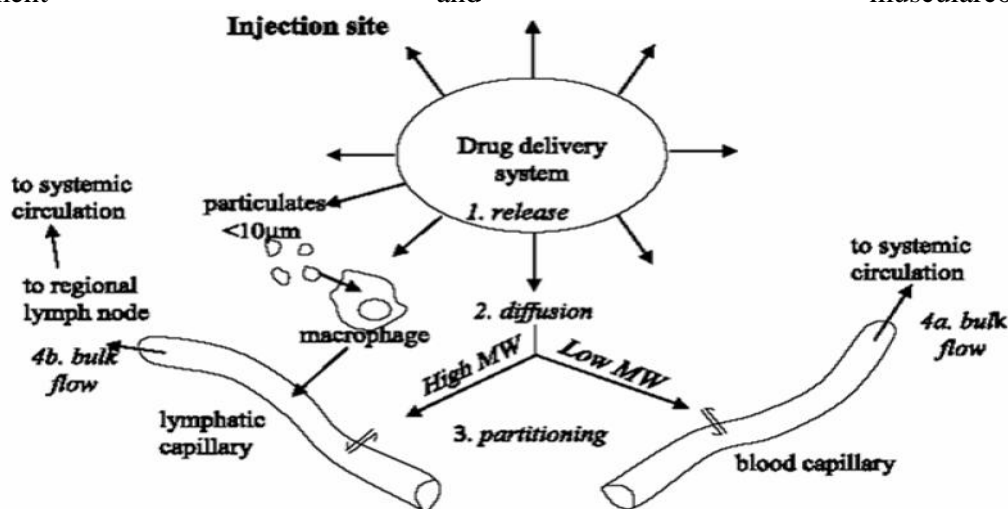 and
Injection site
Drug delivery
system
1. release
particulates
<10μm
to systemic
circulation
to regional
lymph node
4b. bulk
flow
macrophage
lymphatic
capillary
2. diffusion
High MW
Low MW
3. partitioning
to systemic
circulation
4a. bulk
flow
blood capillary